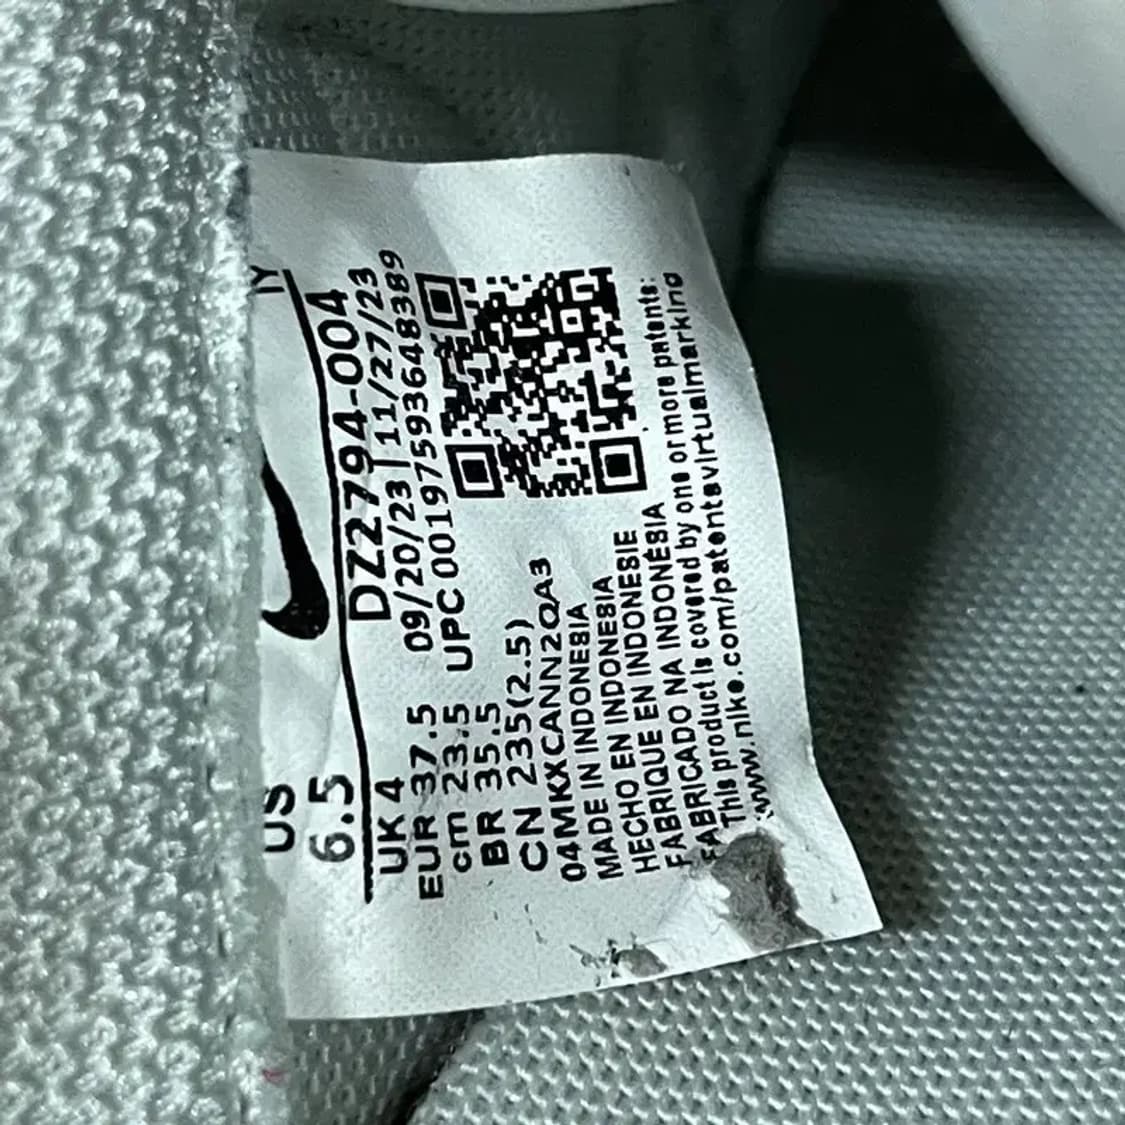 US IY
6.5
DZ2794-004
UK 4 09/20/23 | 11/27/23
EUR 37.5 UPC 00197593648389
cm 23.5
BR 35.5
CN 235(2.5)
04MKXCANN2QA3
MADE IN INDONESIA
HECHO EN INDONESIA
FABRIQUE EN INDONESIE
FABRICADO NA INDONÉSIA
This product is covered by one or more patents:
www.nike.com/patentsvirtualmarking